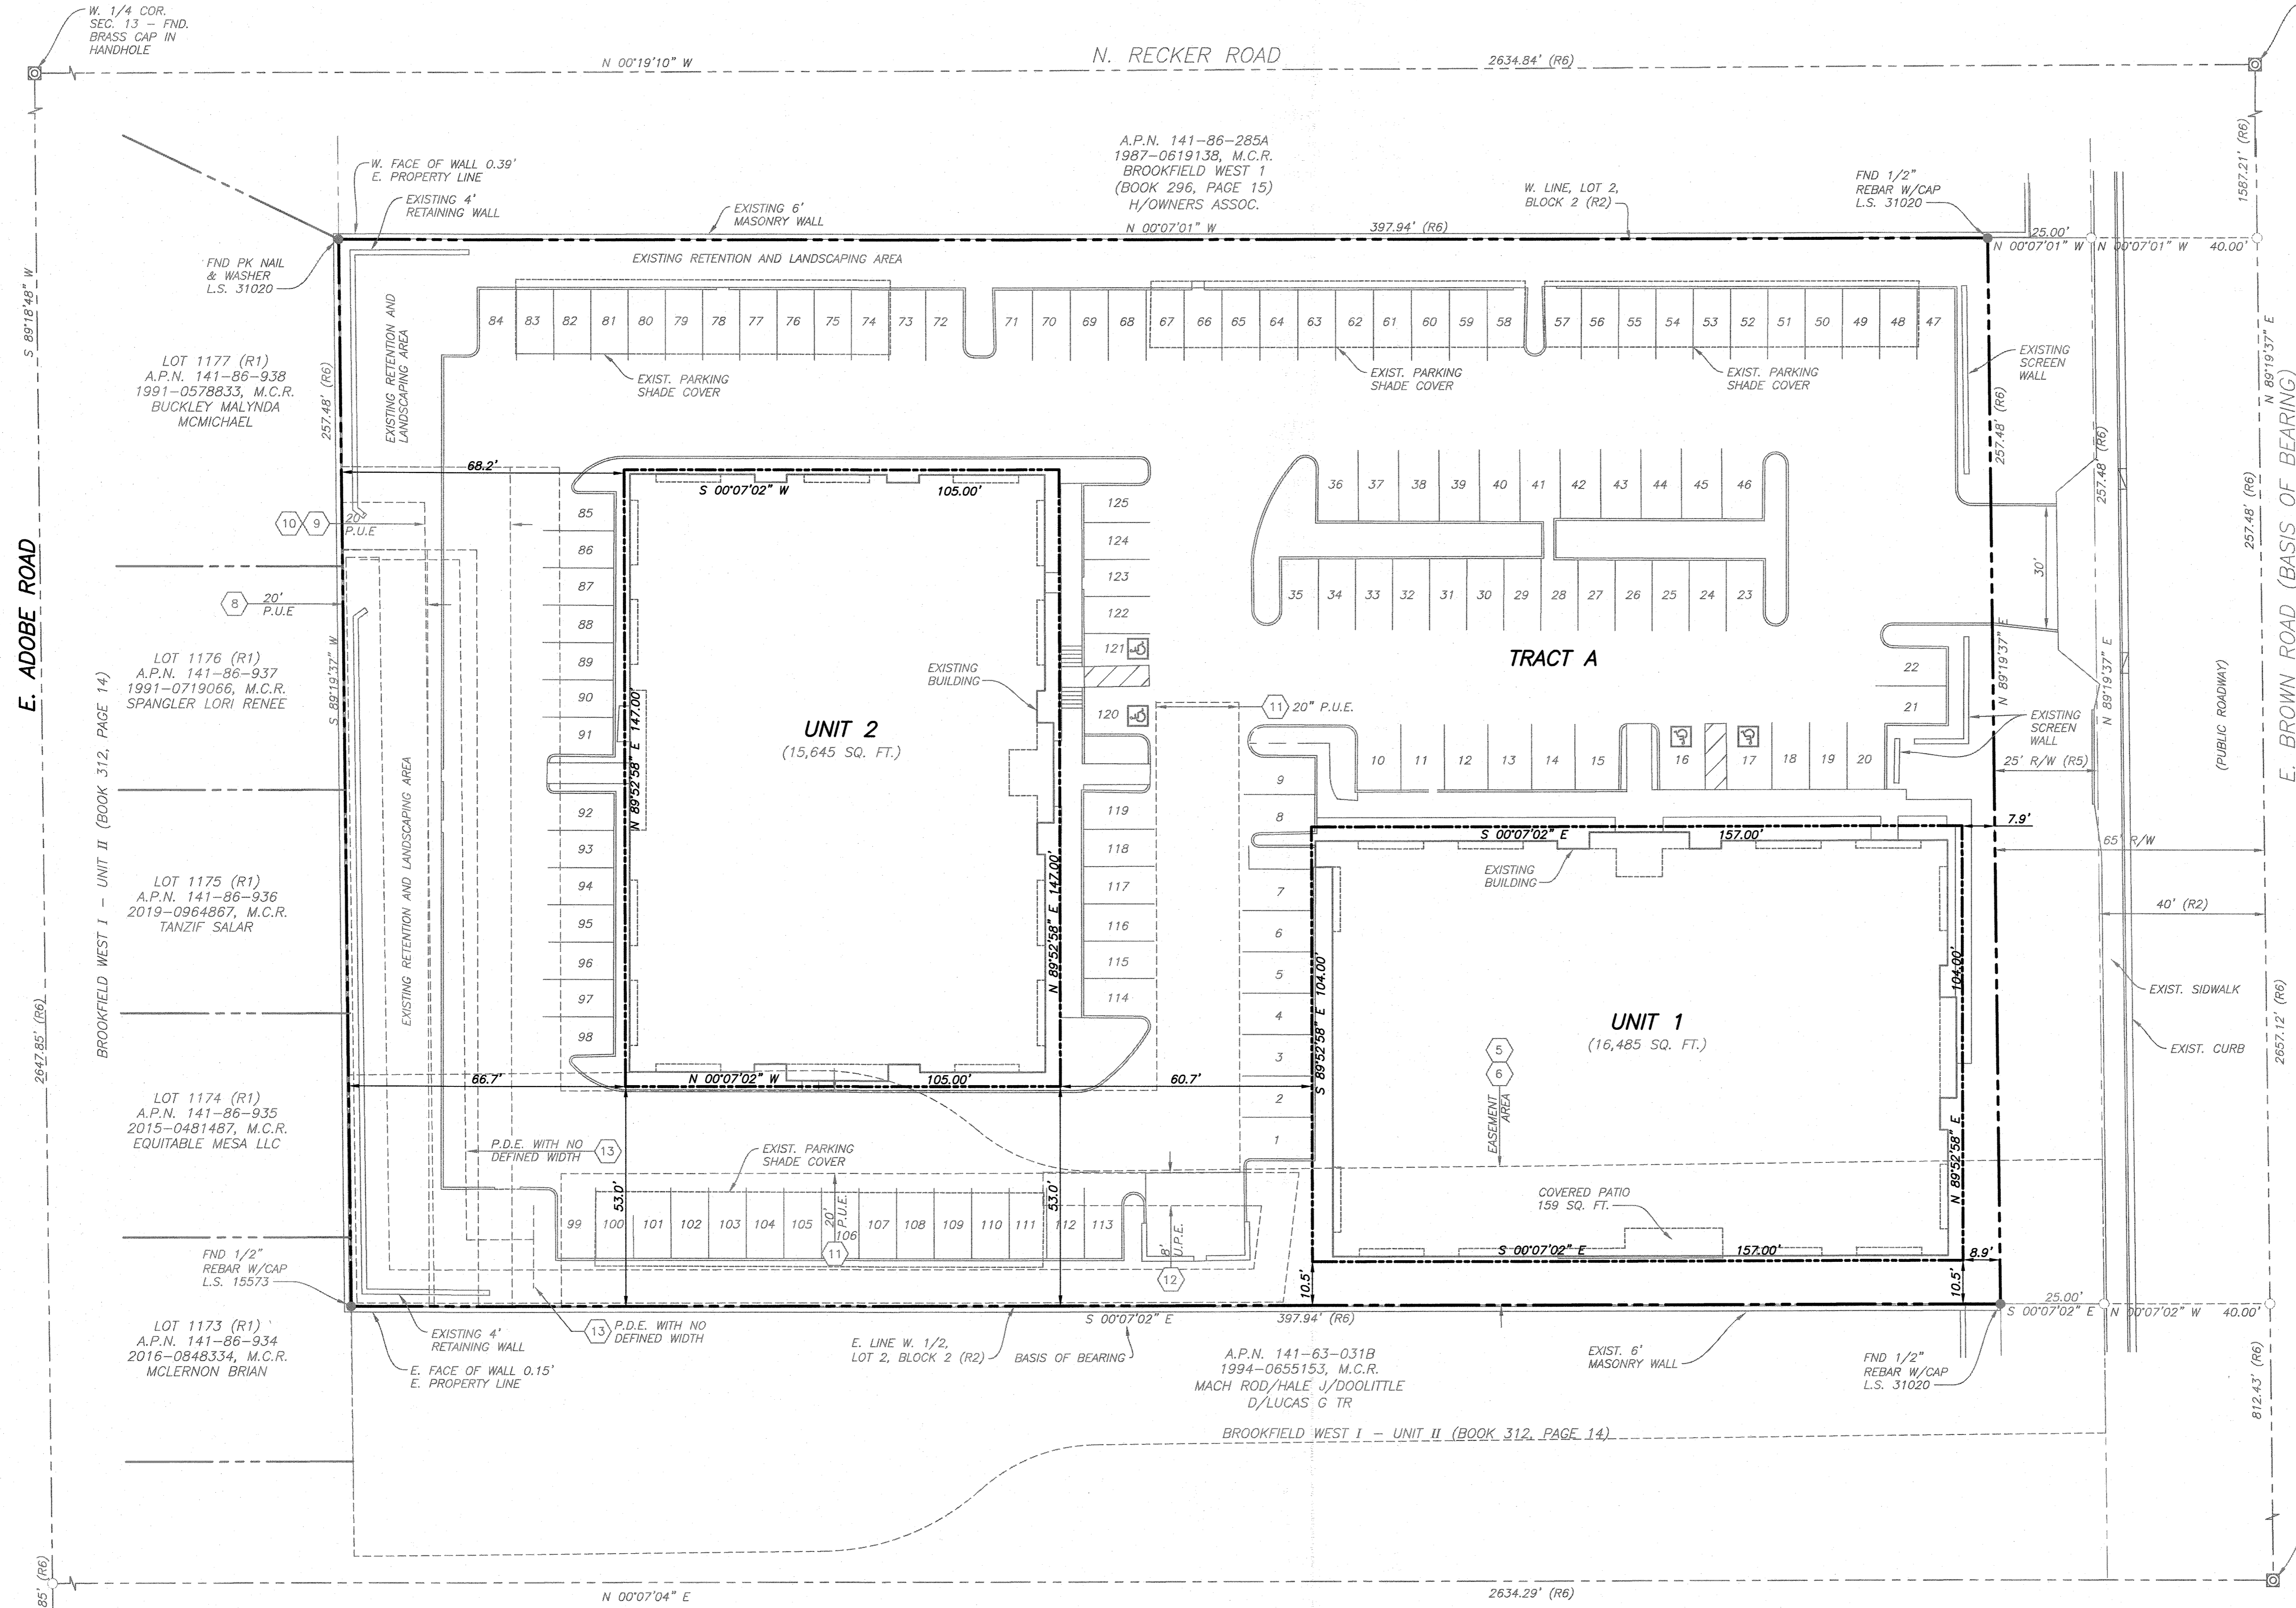 W. 1/4 COR.
SEC. 13 – FND.
BRASS CAP IN
HANDHOLE
N 00°19'10" W
N. RECKER ROAD
2634.84' (R6)
1587.21' (R6)
W. FACE OF WALL 0.39'
E. PROPERTY LINE
EXISTING 4'
RETAINING WALL
EXISTING 6'
MASONRY WALL
A.P.N. 141-86-285A
1987-0619138, M.C.R.
BROOKFIELD WEST 1
(BOOK 296, PAGE 15)
H/OWNERS ASSOC.
N 00°07'01" W
397.94' (R6)
W. LINE, LOT 2,
BLOCK 2 (R2)
FND 1/2"
REBAR W/CAP
L.S. 31020
25.00'
N 00°07'01" W
N 00°07'01" W
40.00'
FND PK NAIL
& WASHER
L.S. 31020
EXISTING RETENTION AND LANDSCAPING AREA
EXISTING RETENTION AND
LANDSCAPING AREA
S 89°18'48" W
E. ADOBE ROAD
2647.85' (R6)
85' (R6)
84 83 82 81 80 79 78 77 76 75 74 73 72
71 70 69 68 67 66 65 64 63 62 61 60 59 58
57 56 55 54 53 52 51 50 49 48 47
EXIST. PARKING
SHADE COVER
EXIST. PARKING
SHADE COVER
EXIST. PARKING
SHADE COVER
EXISTING
SCREEN
WALL
257.48' (R6)
257.48' (R6)
257.48' (R6)
257.48' (R6)
N 89°19'37" E
E. BROWN ROAD (BASIS OF BEARING)
(PUBLIC ROADWAY)
LOT 1177 (R1)
A.P.N. 141-86-938
1991-0578833, M.C.R.
BUCKLEY MALYNDA
MCMICHAEL
68.2'
S 00°07'02" W
105.00'
10
9
20'
P.U.E
8
20'
P.U.E
S 89°19'37" W
BROOKFIELD WEST I – UNIT II (BOOK 312, PAGE 14)
LOT 1176 (R1)
A.P.N. 141-86-937
1991-0719066, M.C.R.
SPANGLER LORI RENEE
85
86
87
88
89
90
91
92
93
94
95
96
97
98
125
124
123
122
121
120
119
118
117
116
115
114
36 37 38 39 40 41 42 43 44 45 46
35 34 33 32 31 30 29 28 27 26 25 24 23
30'
TRACT A
22
21
N 89°19'37" E
N 89°19'37" E
EXISTING
BUILDING
UNIT 2
(15,645 SQ. FT.)
N 89°52'58" E 147.00'
N 89°52'58" E 147.00'
11
20" P.U.E.
10 11 12 13 14 15 16 17 18 19 20
EXISTING
SCREEN
WALL
25' R/W (R5)
9
8
7
6
5
4
3
2
1
S 00°07'02" E
157.00'
7.9'
65' R/W
40' (R2)
EXISTING
BUILDING
EXISTING RETENTION AND LANDSCAPING AREA
LOT 1175 (R1)
A.P.N. 141-86-936
2019-0964867, M.C.R.
TANZIF SALAR
S 89°52'58" E 104.00'
UNIT 1
(16,485 SQ. FT.)
104.00'
N 89°52'58" E
5
6
EASEMENT
AREA
EXIST. SIDWALK
EXIST. CURB
2657.12' (R6)
66.7'
N 00°07'02" W
105.00'
60.7'
LOT 1174 (R1)
A.P.N. 141-86-935
2015-0481487, M.C.R.
EQUITABLE MESA LLC
P.D.E. WITH NO
DEFINED WIDTH
13
EXIST. PARKING
SHADE COVER
53.0'
53.0'
99 100 101 102 103 104 105 106 107 108 109 110 111 112 113
20'
P.U.E.
11
8'
U.P.E.
12
COVERED PATIO
159 SQ. FT.
S 00°07'02" E
157.00'
8.9'
10.5'
10.5'
FND 1/2"
REBAR W/CAP
L.S. 15573
25.00'
S 00°07'02" E
N 00°07'02" W
40.00'
LOT 1173 (R1)
A.P.N. 141-86-934
2016-0848334, M.C.R.
MCLERNON BRIAN
EXISTING 4'
RETAINING WALL
E. FACE OF WALL 0.15'
E. PROPERTY LINE
13
P.D.E. WITH NO
DEFINED WIDTH
E. LINE W. 1/2,
LOT 2, BLOCK 2 (R2)
S 00°07'02" E
BASIS OF BEARING
397.94' (R6)
A.P.N. 141-63-031B
1994-0655153, M.C.R.
MACH ROD/HALE J/DOOLITTLE
D/LUCAS G TR
EXIST. 6'
MASONRY WALL
FND 1/2"
REBAR W/CAP
L.S. 31020
812.43' (R6)
BROOKFIELD WEST I – UNIT II (BOOK 312, PAGE 14)
N 00°07'04" E
2634.29' (R6)